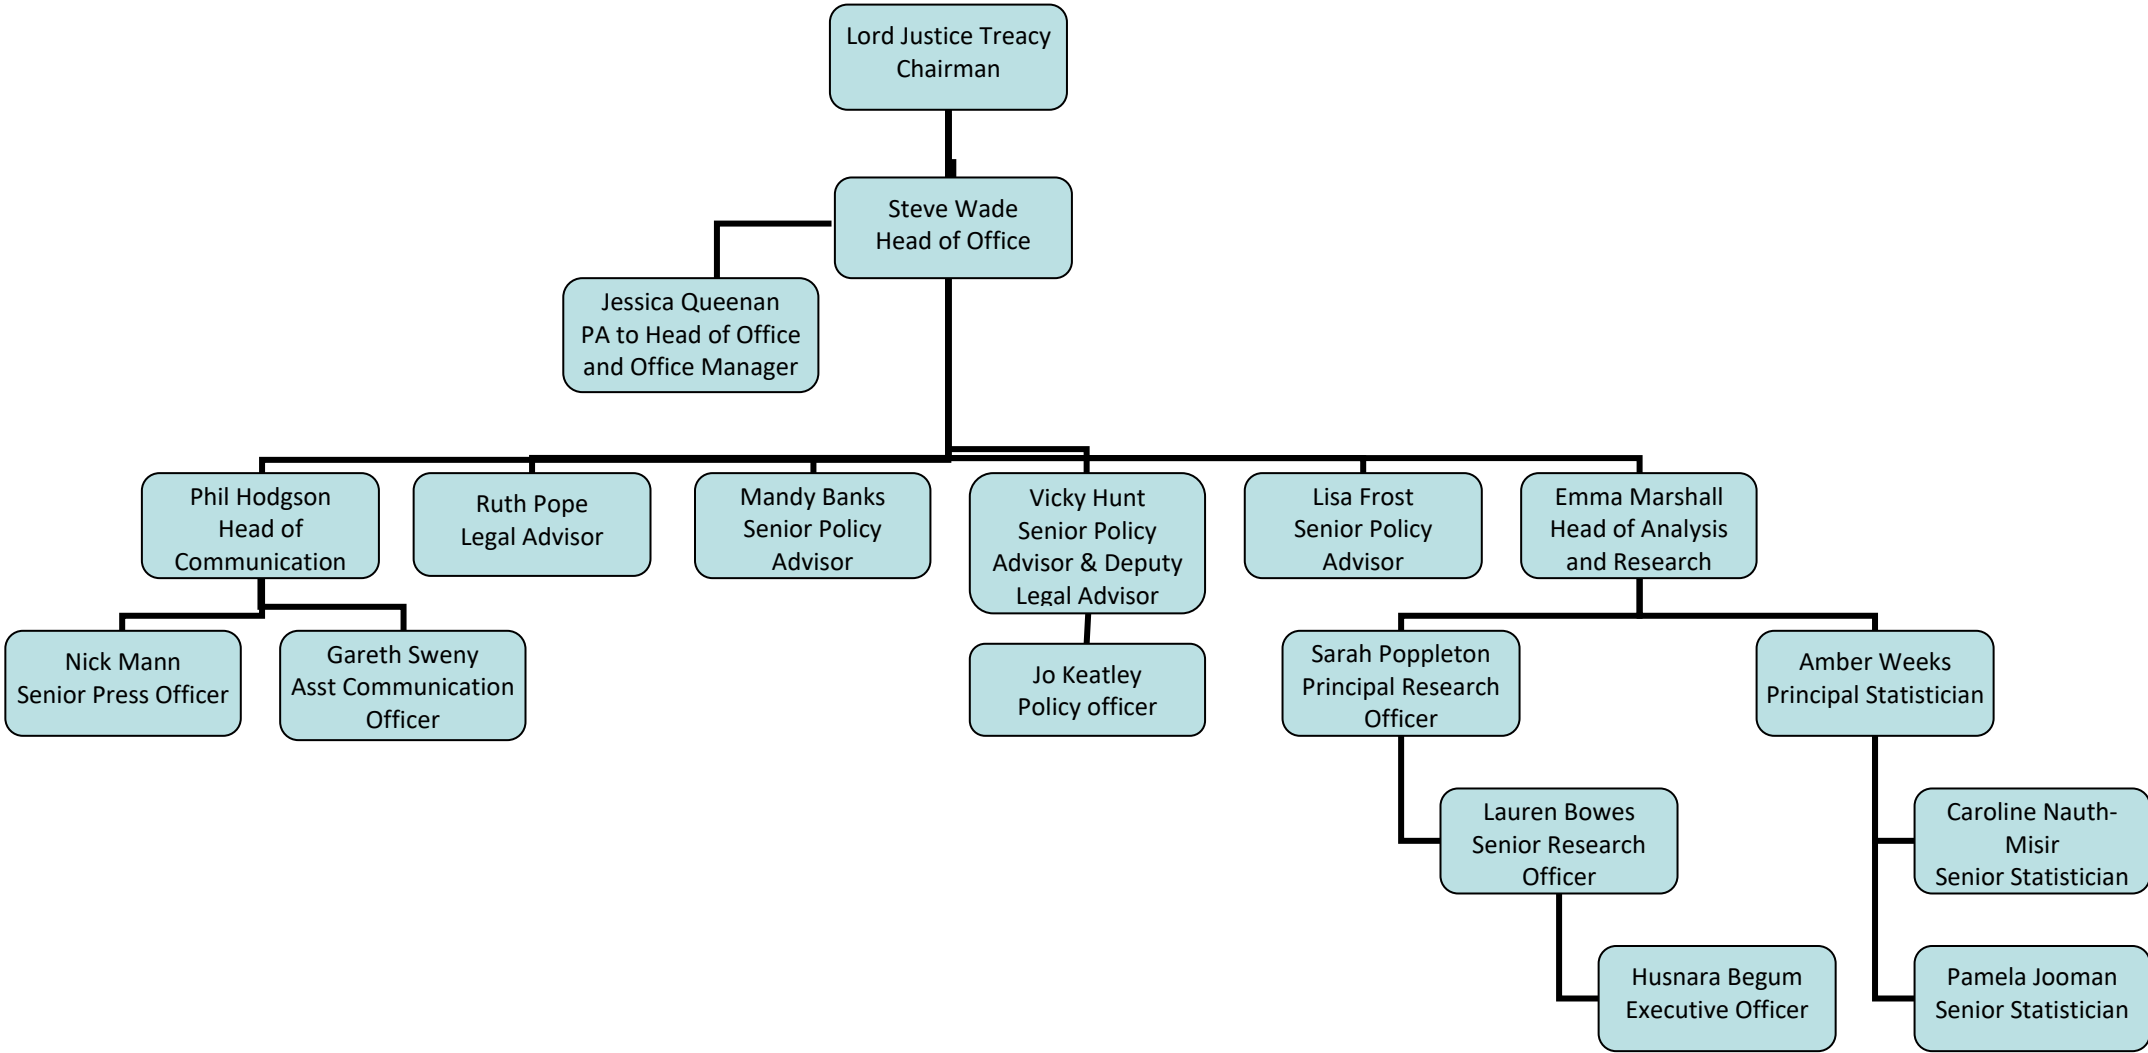 Lord Justice Treacy
Chairman
Steve Wade
Head of Office
Jessica Queenan
PA to Head of Office
and Office Manager
Phil Hodgson
Head of
Communication
Ruth Pope
Legal Advisor
Mandy Banks
Senior Policy
Advisor
Vicky Hunt
Senior Policy
Advisor & Deputy
Legal Advisor
Lisa Frost
Senior Policy
Advisor
Emma Marshall
Head of Analysis
and Research
Nick Mann
Senior Press Officer
Gareth Sweny
Asst Communication
Officer
Jo Keatley
Policy officer
Sarah Poppleton
Principal Research
Officer
Amber Weeks
Principal Statistician
Lauren Bowes
Senior Research
Officer
Caroline Nauth-
Misir
Senior Statistician
Husnara Begum
Executive Officer
Pamela Jooman
Senior Statistician